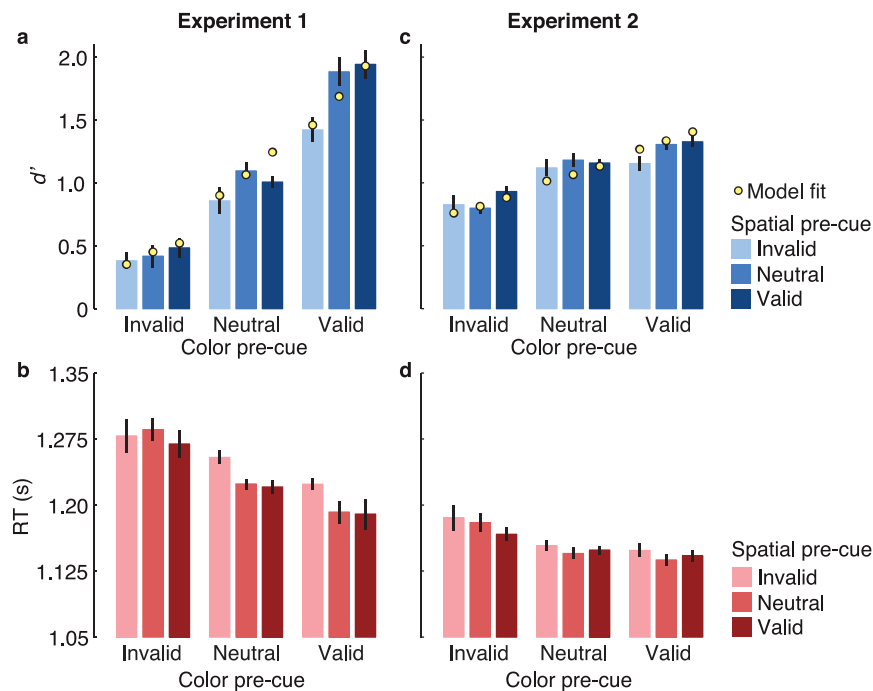 Experiment 1
Experiment 2
a
c
2.0
1.5
1.0
0.5
0
d′
Invalid
Neutral
Valid
Color pre-cue
Invalid
Neutral
Valid
Color pre-cue
Model fit
Spatial pre-cue
Invalid
Neutral
Valid
b
d
1.35
1.275
1.20
1.125
1.05
RT (s)
Invalid
Neutral
Valid
Color pre-cue
Invalid
Neutral
Valid
Color pre-cue
Spatial pre-cue
Invalid
Neutral
Valid